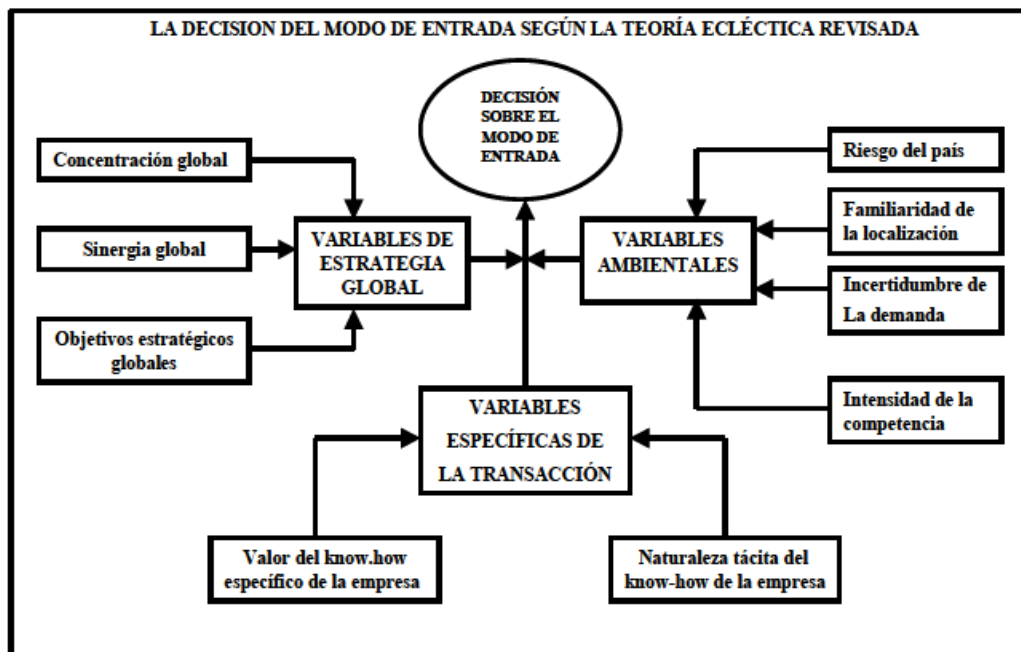 LA DECISION DEL MODO DE ENTRADA SEGÚN LA TEORÍA ECLÉCTICA REVISADA
DECISIÓN
SOBRE EL
MODO DE
ENTRADA
Concentración global
Sinergia global
Objetivos estratégicos
globales
VARIABLES DE
ESTRATEGIA
GLOBAL
VARIABLES
AMBIENTALES
Riesgo del país
Familiaridad de
la localización
Incertidumbre de
La demanda
Intensidad de la
competencia
VARIABLES
ESPECÍFICAS DE
LA TRANSACCIÓN
Valor del know.how
específico de la empresa
Naturaleza tácita del
know-how de la empresa